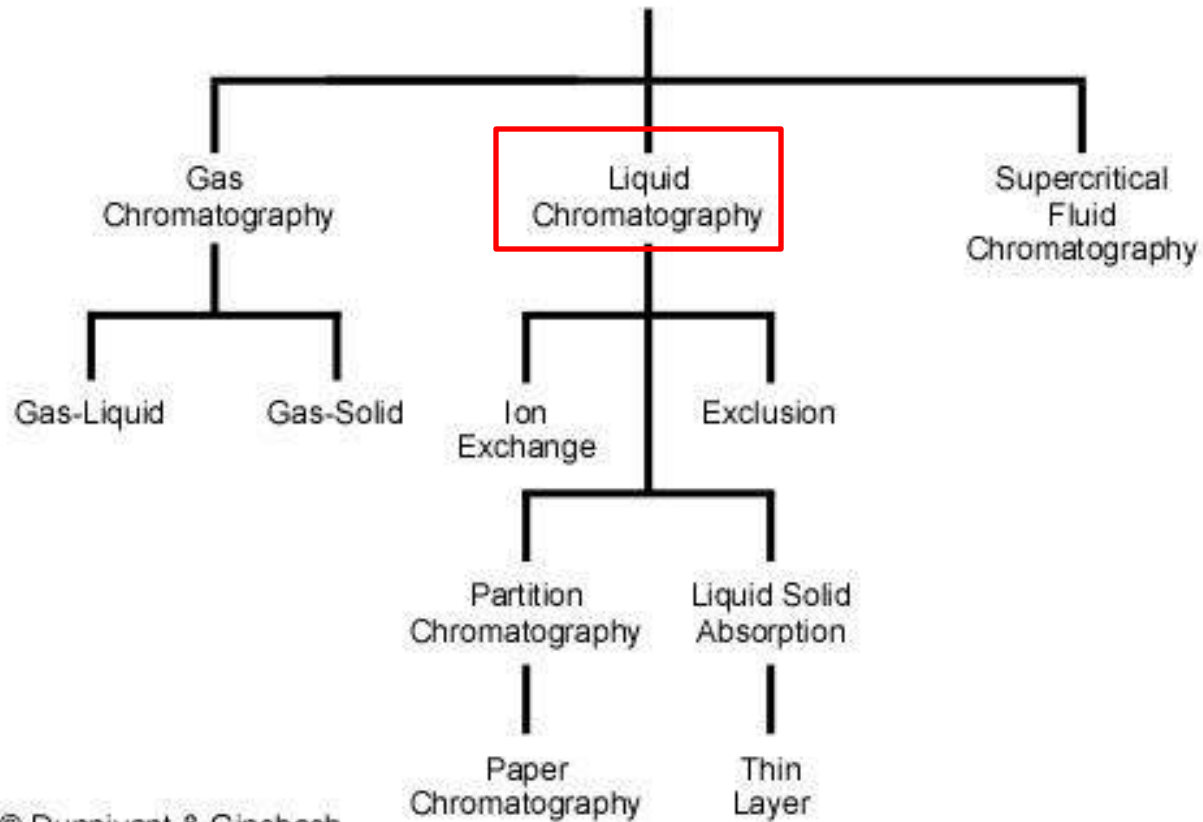 Gas
Chromatography
Liquid
Chromatography
Supercritical
Fluid
Chromatography
Gas-Liquid
Gas-Solid
Ion
Exchange
Exclusion
Partition
Chromatography
Liquid Solid
Absorption
Paper
Chromatography
Thin
Layer
©
&